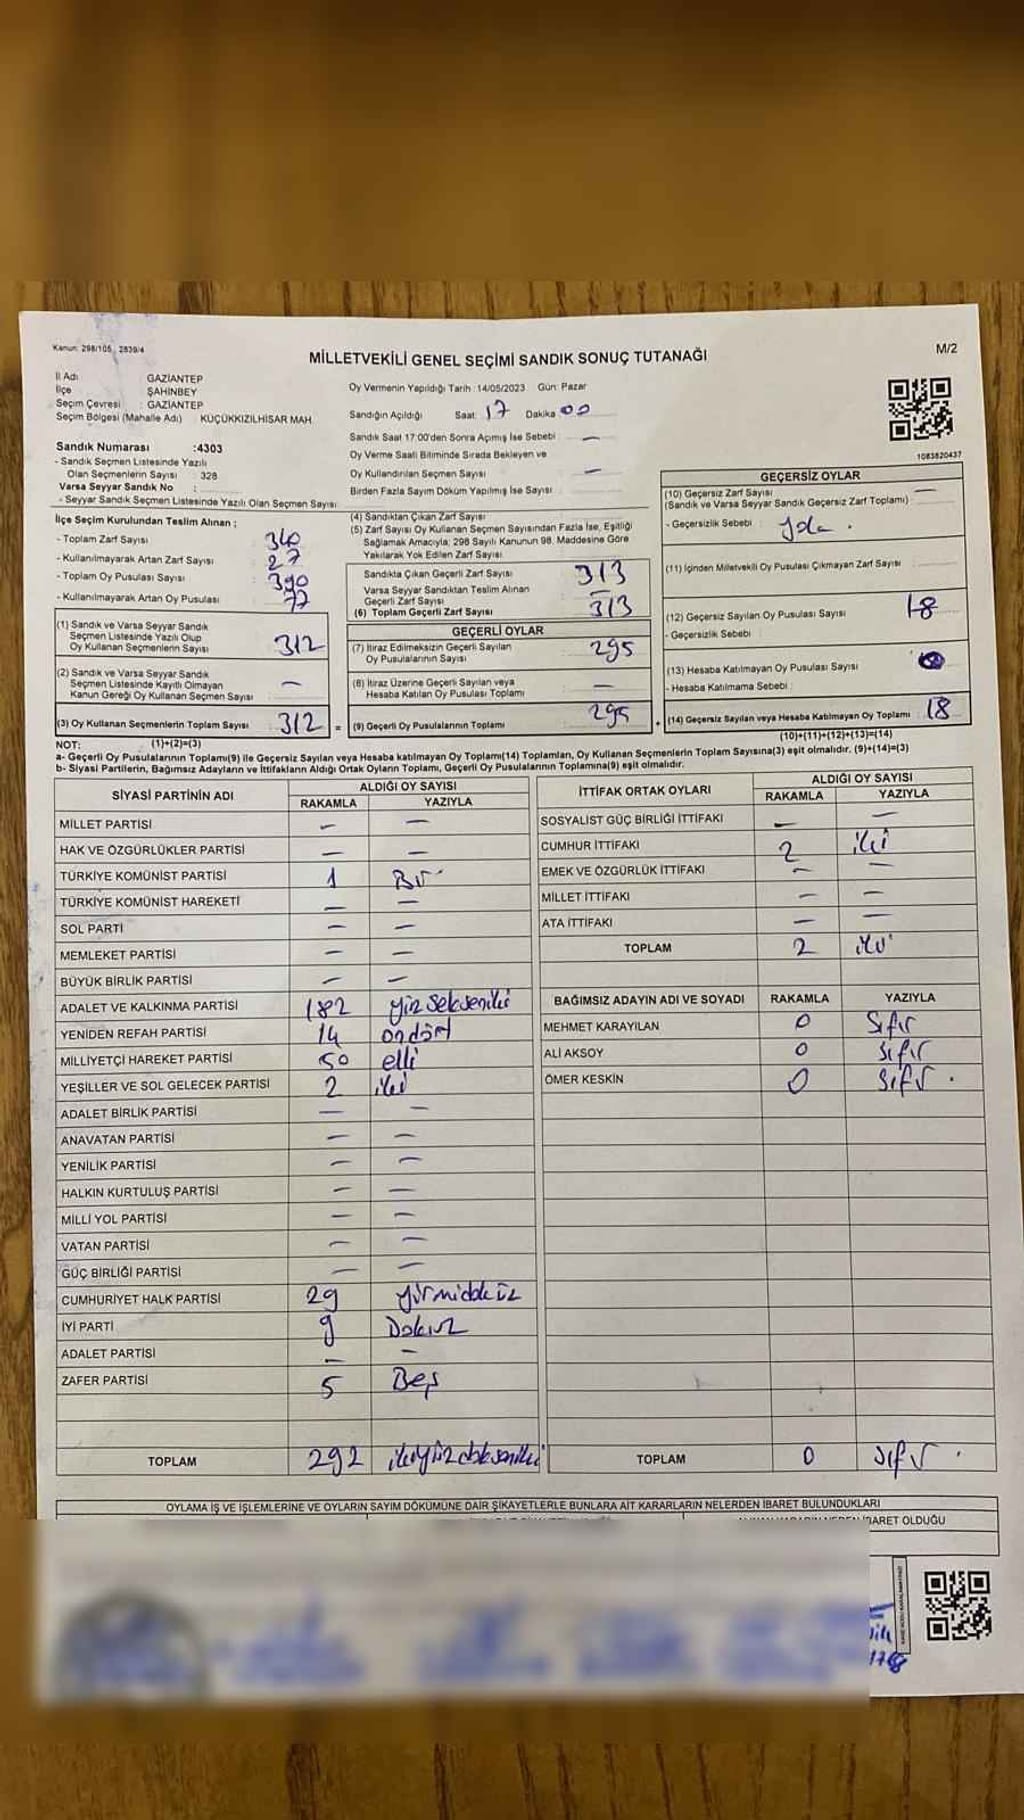 Kanun: 298/105, 2839/4
MİLLETVEKİLİ GENEL SEÇİMİ SANDIK SONUÇ TUTANAĞI
M/2
İl Adı : GAZİANTEP
İlçe : ŞAHİNBEY
Seçim Çevresi : GAZİANTEP
Seçim Bölgesi (Mahalle Adı) : KÜÇÜKKIZILHİSAR MAH.
Sandık Numarası :4303
- Sandık Seçmen Listesinde Yazılı
Olan Seçmenlerin Sayısı : 328
Varsa Seyyar Sandık No :
- Seyyar Sandık Seçmen Listesinde Yazılı Olan Seçmen Sayısı
Oy Vermenin Yapıldığı Tarih :14/05/2023 Gün: Pazar
Sandığın Açıldığı Saat: 17 Dakika 00
Sandık Saat 17:00'den Sonra Açımış İse Sebebi : —
Oy Verme Saati Bitiminde Sırada Bekleyen ve
Oy Kullandırılan Seçmen Sayısı —
Birden Fazla Sayım Döküm Yapılmış İse Sayısı
1083820437
İlçe Seçim Kurulundan Teslim Alınan ;
- Toplam Zarf Sayısı : 340
- Kullanılmayarak Artan Zarf Sayısı : 27
- Toplam Oy Pusulası Sayısı : 390
- Kullanılmayarak Artan Oy Pusulası : 77
(1) Sandık ve Varsa Seyyar Sandık
Seçmen Listesinde Yazılı Olup
Oy Kullanan Seçmenlerin Sayısı 312
(2) Sandık ve Varsa Seyyar Sandık
Seçmen Listesinde Kayıtlı Olmayan
Kanun Gereği Oy Kullanan Seçmen Sayısı —
(3) Oy Kullanan Seçmenlerin Toplam Sayısı 312 =
(4) Sandıktan Çıkan Zarf Sayısı
(5) Zarf Sayısı Oy Kullanan Seçmen Sayısından Fazla İse, Eşitliği
Sağlamak Amacıyla; 298 Sayılı Kanunun 98. Maddesine Göre
Yakılarak Yok Edilen Zarf Sayısı
Sandıkta Çıkan Geçerli Zarf Sayısı 313
Varsa Seyyar Sandıktan Teslim Alınan
Geçerli Zarf Sayısı —
(6) Toplam Geçerli Zarf Sayısı 313
GEÇERLİ OYLAR
(7) İtiraz Edilmeksizin Geçerli Sayılan
Oy Pusulalarının Sayısı 295
(8) İtiraz Üzerine Geçerli Sayılan veya
Hesaba Katılan Oy Pusulası Toplamı —
(9) Geçerli Oy Pusulalarının Toplamı 295 +
GEÇERSİZ OYLAR
(10) Geçersiz Zarf Sayısı —
(Sandık ve Varsa Seyyar Sandık Geçersiz Zarf Toplamı)
- Geçersizlik Sebebi :
(11) İçinden Milletvekili Oy Pusulası Çıkmayan Zarf Sayısı
(12) Geçersiz Sayılan Oy Pusulası Sayısı 18
- Geçersizlik Sebebi :
(13) Hesaba Katılmayan Oy Pusulası Sayısı
- Hesaba Katılmama Sebebi :
(14) Geçersiz Sayılan veya Hesaba Katılmayan Oy Toplamı 18
NOT: (1)+(2)=(3)
(10)+(11)+(12)+(13)=(14)
a- Geçerli Oy Pusulalarının Toplamı(9) ile Geçersiz Sayılan veya Hesaba katılmayan Oy Toplamı(14) Toplamları, Oy Kullanan Seçmenlerin Toplam Sayısına(3) eşit olmalıdır. (9)+(14)=(3)
b- Siyasi Partilerin, Bağımsız Adayların ve İttifakların Aldığı Ortak Oyların Toplamı, Geçerli Oy Pusulalarının Toplamına(9) eşit olmalıdır.
SİYASİ PARTİNİN ADI ALDIĞI OY SAYISI
RAKAMLA YAZIYLA
MİLLET PARTİSİ — —
HAK VE ÖZGÜRLÜKLER PARTİSİ — —
TÜRKİYE KOMÜNİST PARTİSİ 1 Bir
TÜRKİYE KOMÜNİST HAREKETİ — —
SOL PARTİ — —
MEMLEKET PARTİSİ — —
BÜYÜK BİRLİK PARTİSİ — —
ADALET VE KALKINMA PARTİSİ 182 yüz seksen iki
YENİDEN REFAH PARTİSİ 14 ondört
MİLLİYETÇİ HAREKET PARTİSİ 50 elli
YEŞİLLER VE SOL GELECEK PARTİSİ 2 iki
ADALET BİRLİK PARTİSİ — —
ANAVATAN PARTİSİ — —
YENİLİK PARTİSİ — —
HALKIN KURTULUŞ PARTİSİ — —
MİLLİ YOL PARTİSİ — —
VATAN PARTİSİ — —
GÜÇ BİRLİĞİ PARTİSİ — —
CUMHURİYET HALK PARTİSİ 29 yirmidokuz
İYİ PARTİ 9 Dokuz
ADALET PARTİSİ — —
ZAFER PARTİSİ 5 Beş
TOPLAM 292 ikiyüzdoksaniki
İTTİFAK ORTAK OYLARI ALDIĞI OY SAYISI
RAKAMLA YAZIYLA
SOSYALİST GÜÇ BİRLİĞİ İTTİFAKI — —
CUMHUR İTTİFAKI 2 iki
EMEK VE ÖZGÜRLÜK İTTİFAKI — —
MİLLET İTTİFAKI — —
ATA İTTİFAKI — —
TOPLAM 2 iki
BAĞIMSIZ ADAYIN ADI VE SOYADI RAKAMLA YAZIYLA
MEHMET KARAYILAN 0 Sıfır
ALİ AKSOY 0 Sıfır
ÖMER KESKİN 0 Sıfır .
TOPLAM 0 Sıfır .
OYLAMA İŞ VE İŞLEMLERİNE VE OYLARIN SAYIM DÖKÜMÜNE DAİR ŞİKAYETLERLE BUNLARA AİT KARARLARIN NELERDEN İBARET BULUNDUKLARI
İBARET OLDUĞU